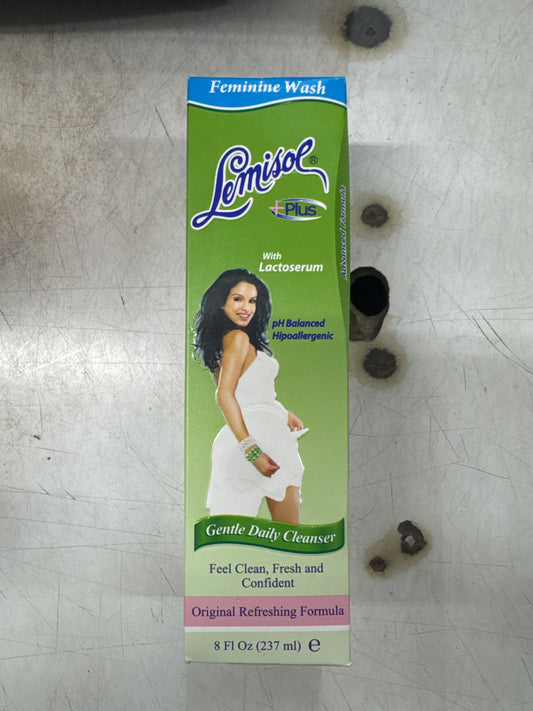 Feminine Wash
Lemisol®
+Plus
Advanced Formula
With
Lactoserum
pH Balanced
Hipoallergenic
Gentle Daily Cleanser
Feel Clean, Fresh and
Confident
Original Refreshing Formula
8 Fl Oz (237 ml) ℮